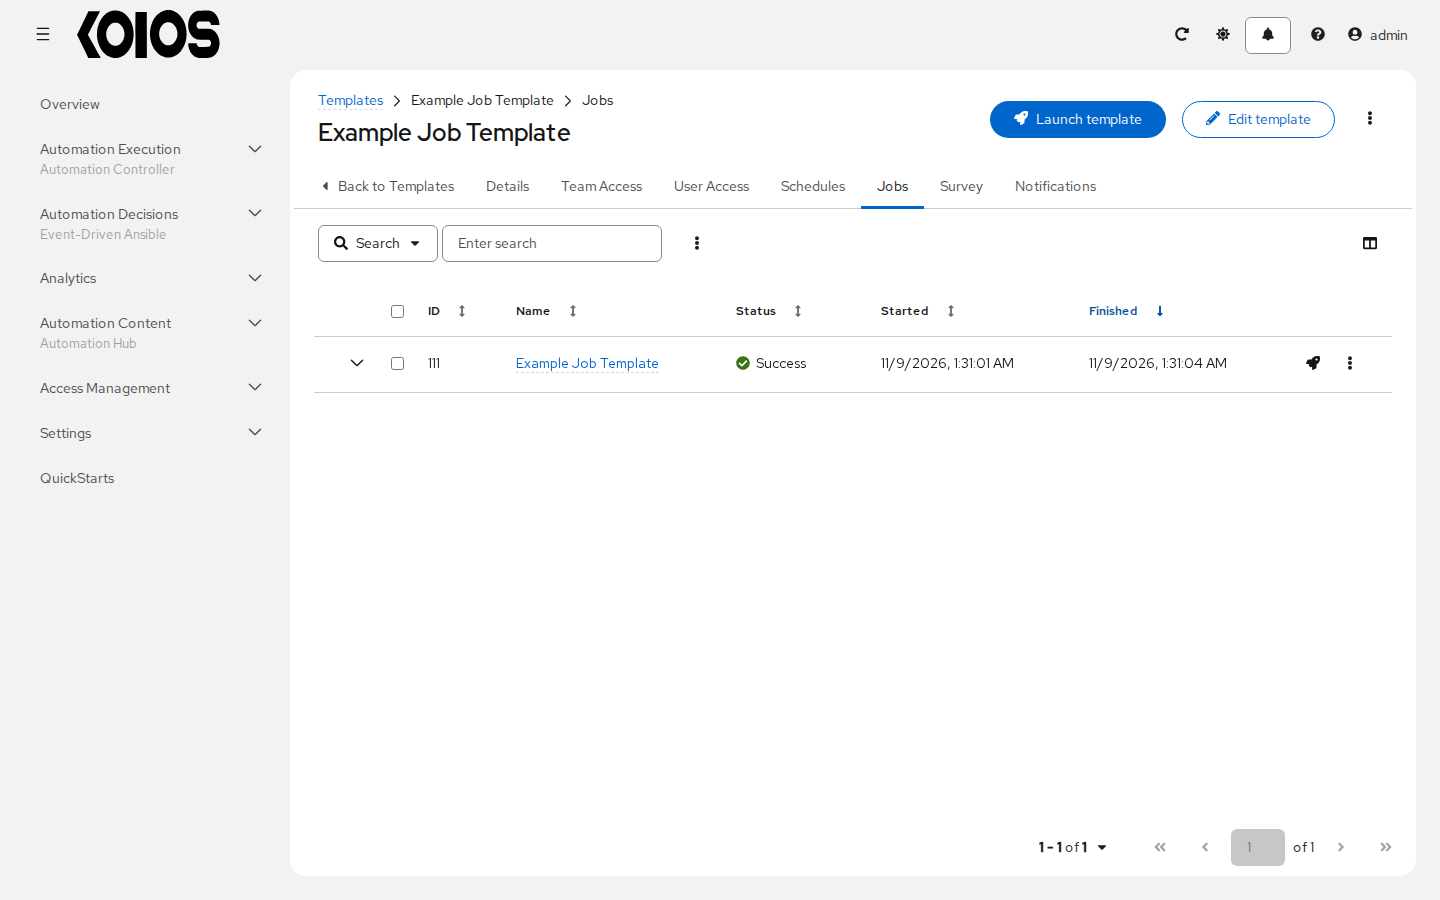 KOIOS
admin
Overview
Automation Execution
Automation Controller
Automation Decisions
Event-Driven Ansible
Analytics
Automation Content
Automation Hub
Access Management
Settings
QuickStarts
Templates Example Job Template Jobs
Example Job Template
Launch template
Edit template
Back to Templates Details Team Access User Access Schedules Jobs Survey Notifications
Search
Enter search
ID Name Status Started Finished
111 Example Job Template Success 11/9/2026, 1:31:01 AM 11/9/2026, 1:31:04 AM
1 - 1 of 1
1 of 1